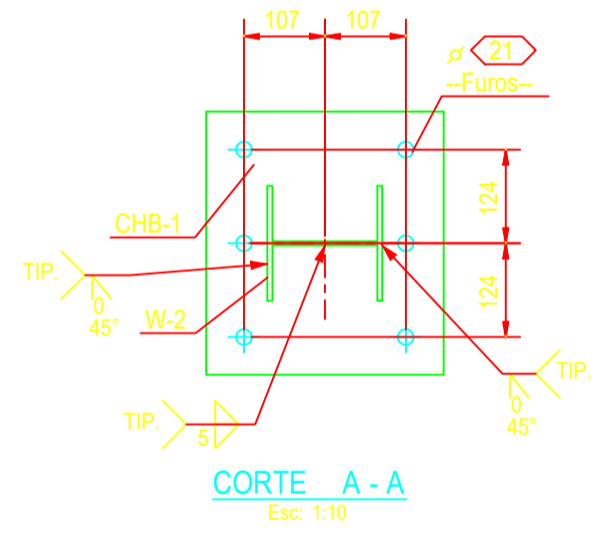 107 107
21
--Furos--
124
CHB-1
TIP.
0
45°
W-2
124
TIP.
0
45°
TIP.
5
CORTE A - A
Esc: 1:10